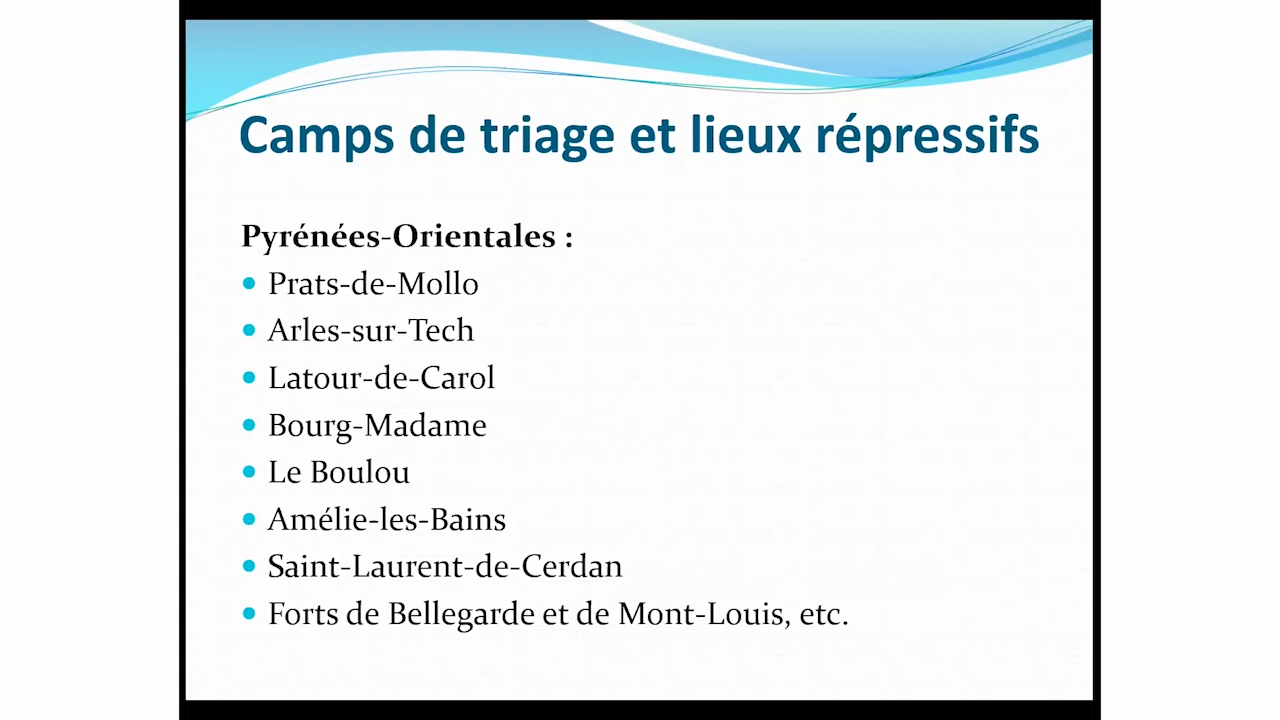 Camps de triage et lieux répressifs
Pyrénées-Orientales :
• Prats-de-Mollo
• Arles-sur-Tech
• Latour-de-Carol
• Bourg-Madame
• Le Boulou
• Amélie-les-Bains
• Saint-Laurent-de-Cerdan
• Forts de Bellegarde et de Mont-Louis, etc.